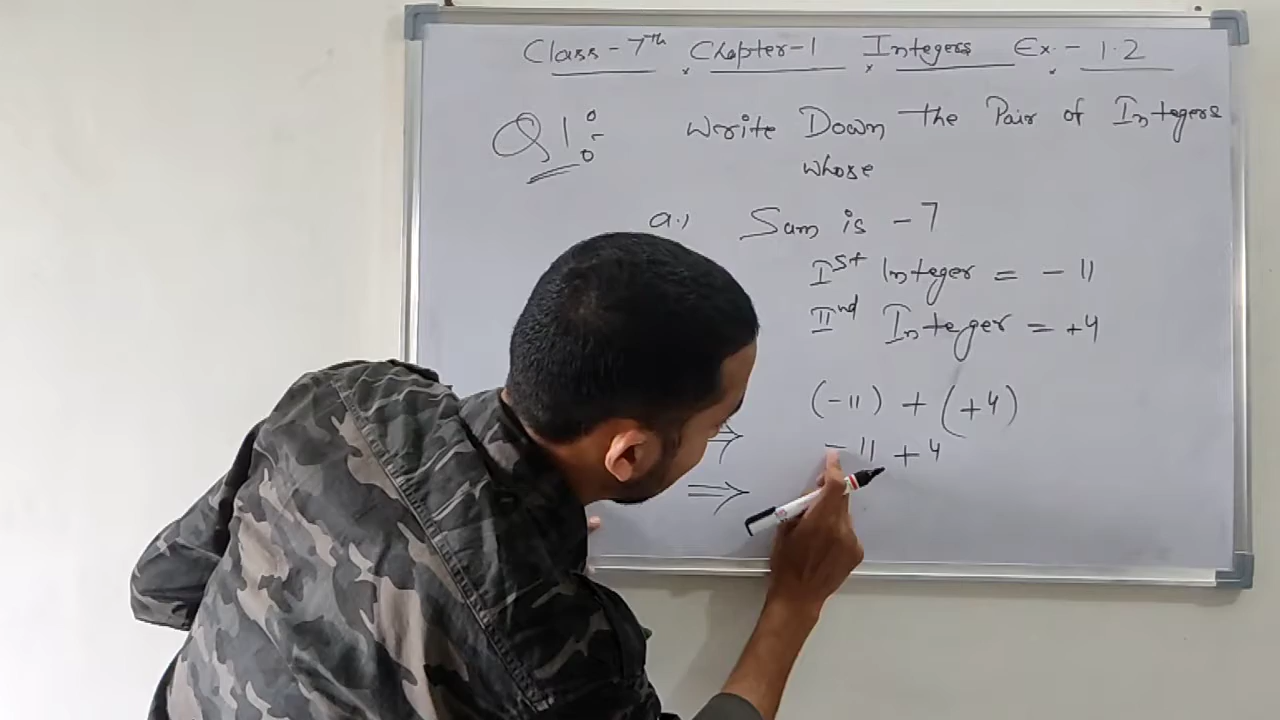 Class-7th Chapter-1 Integers Ex.-1.2
Q1:- Write Down the Pair of Integers
whose
a.) Sum is -7
Ist Integer = -11
IInd Integer = +4
(-11) + (+4)
⇒ -11 + 4
⇒